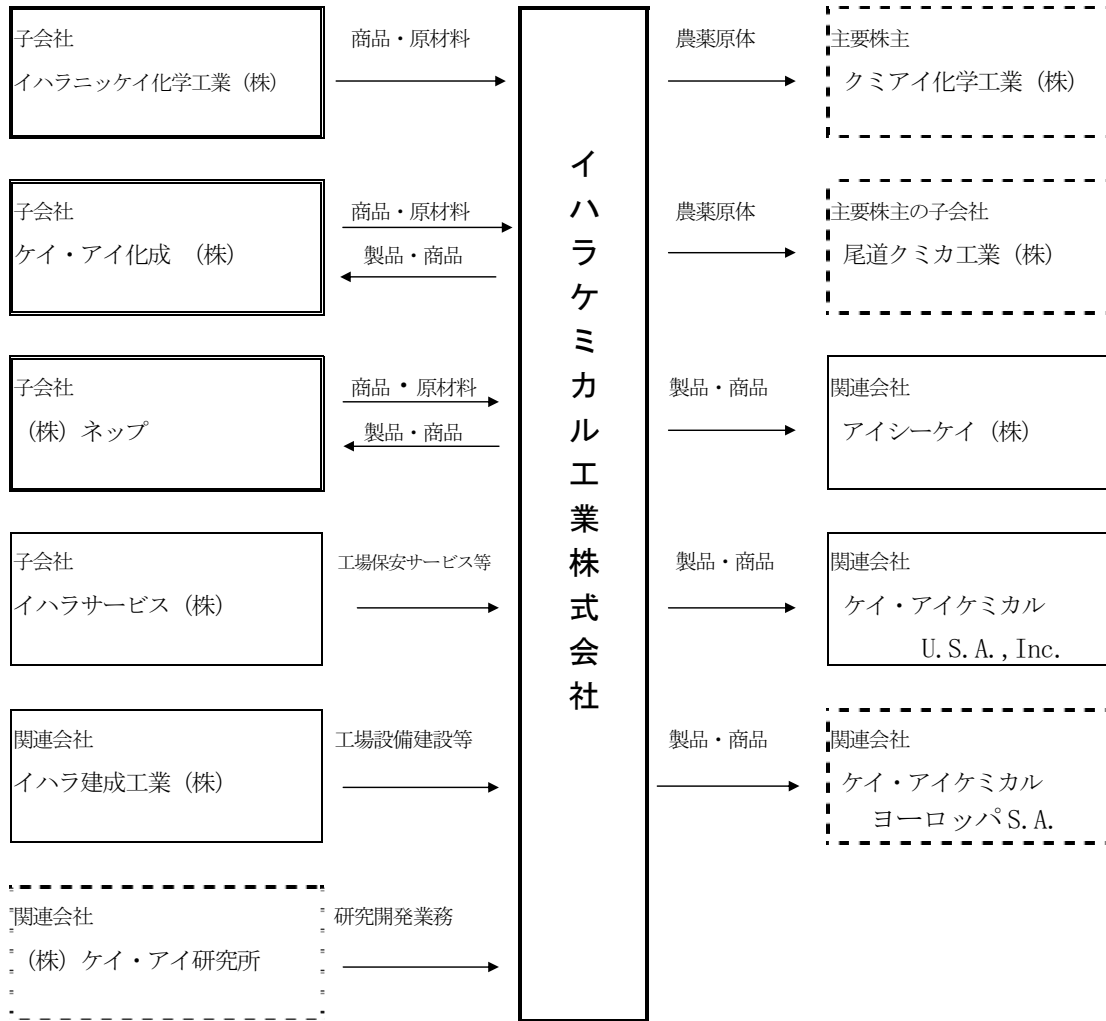 子会社
イハラニッケイ化学工業（株）
商品・原材料
農薬原体
主要株主
クミアイ化学工業（株）
子会社
ケイ・アイ化成　（株）
商品・原材料
製品・商品
農薬原体
主要株主の子会社
尾道クミカ工業（株）
子会社
（株）ネップ
商品・原材料
製品・商品
製品・商品
関連会社
アイシーケイ（株）
子会社
イハラサービス（株）
工場保安サービス等
製品・商品
関連会社
ケイ・アイケミカル
U.S.A.,Inc.
関連会社
イハラ建成工業（株）
工場設備建設等
製品・商品
関連会社
ケイ・アイケミカル
ヨーロッパS.A.
関連会社
（株）ケイ・アイ研究所
研究開発業務
イハラケミカル工業株式会社